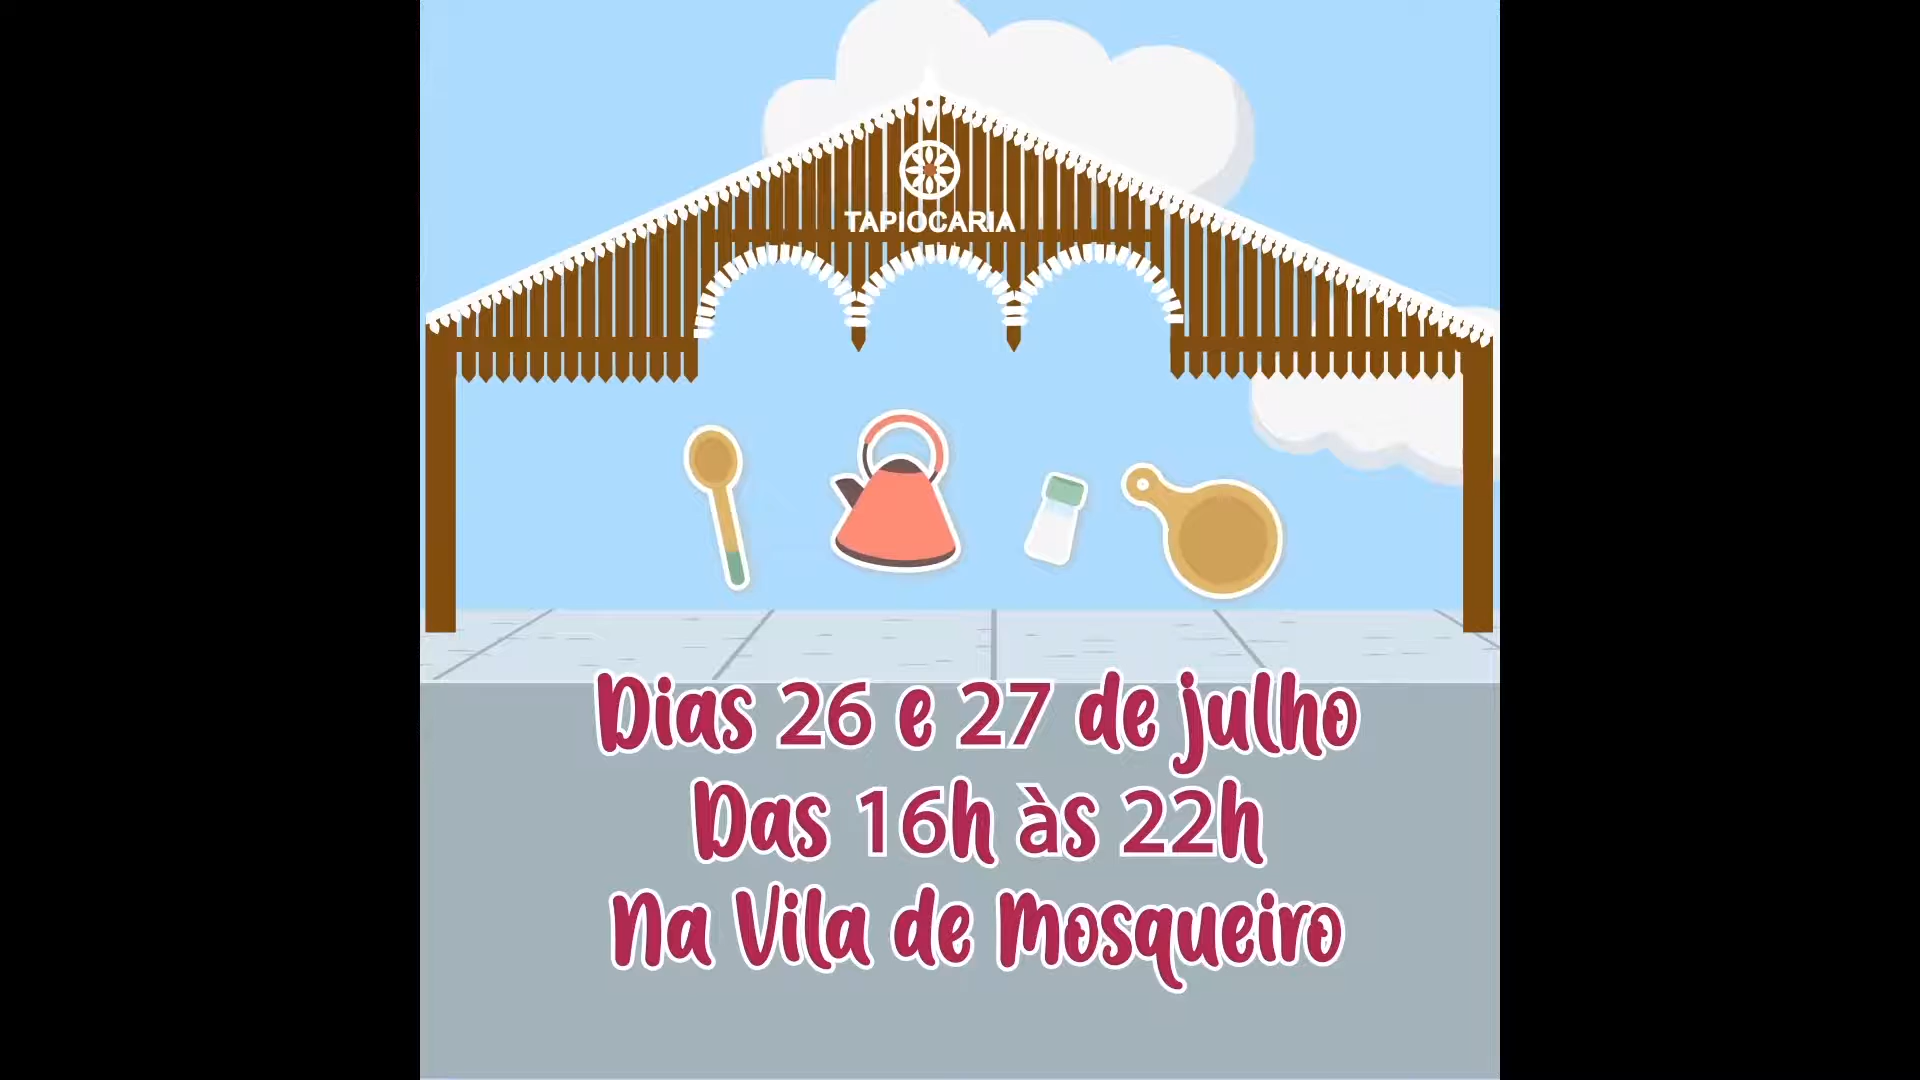 TAPIOCARIA
Dias 26 e 27 de julho
Das 16h às 22h
Na Vila de Mosqueiro